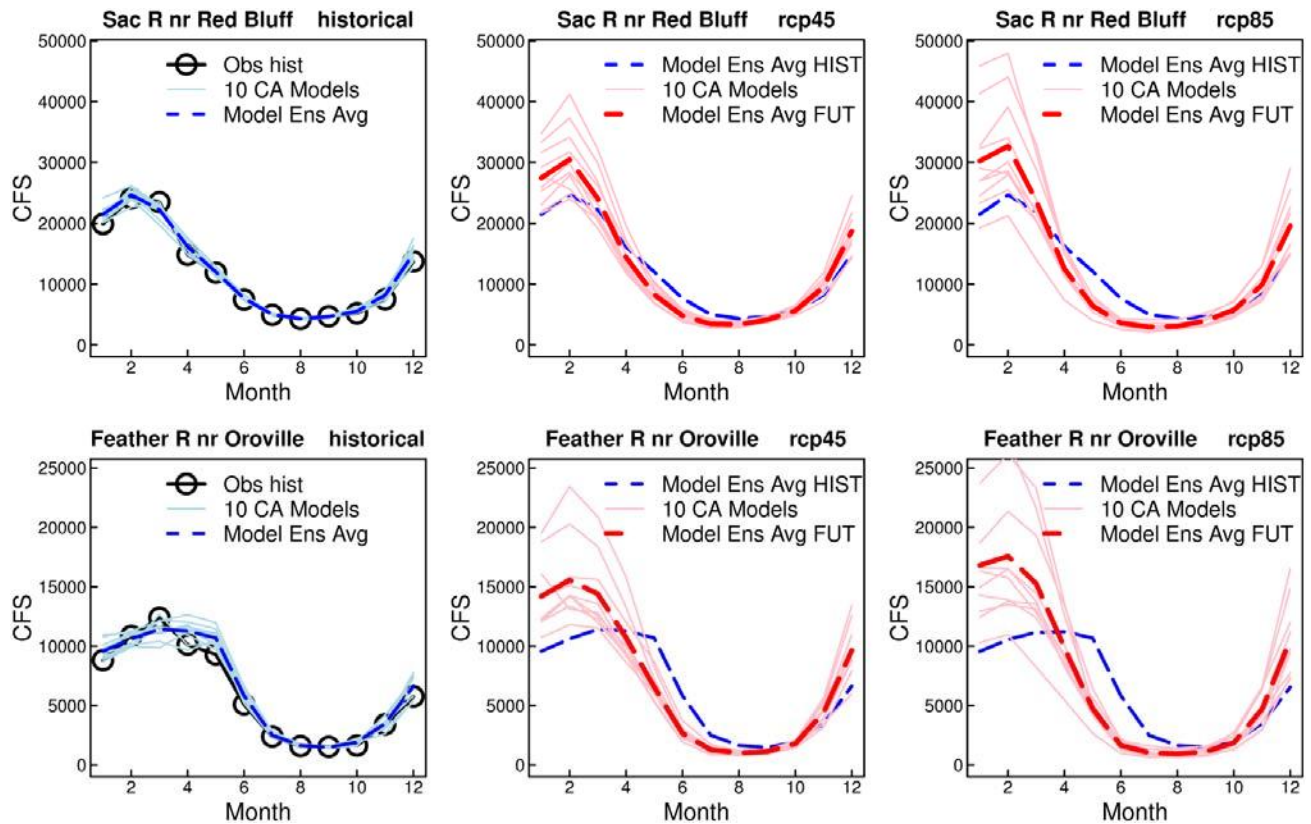 Sac R nr Red Bluff historical
50000
40000
30000
20000
10000
0
CFS
Obs hist
10 CA Models
Model Ens Avg
2 4 6 8 10 12
Month
Sac R nr Red Bluff rcp45
50000
40000
30000
20000
10000
0
CFS
Model Ens Avg HIST
10 CA Models
Model Ens Avg FUT
2 4 6 8 10 12
Month
Sac R nr Red Bluff rcp85
50000
40000
30000
20000
10000
0
CFS
Model Ens Avg HIST
10 CA Models
Model Ens Avg FUT
2 4 6 8 10 12
Month
Feather R nr Oroville historical
25000
20000
15000
10000
5000
0
CFS
Obs hist
10 CA Models
Model Ens Avg
2 4 6 8 10 12
Month
Feather R nr Oroville rcp45
25000
20000
15000
10000
5000
0
CFS
Model Ens Avg HIST
10 CA Models
Model Ens Avg FUT
2 4 6 8 10 12
Month
Feather R nr Oroville rcp85
25000
20000
15000
10000
5000
0
CFS
Model Ens Avg HIST
10 CA Models
Model Ens Avg FUT
2 4 6 8 10 12
Month